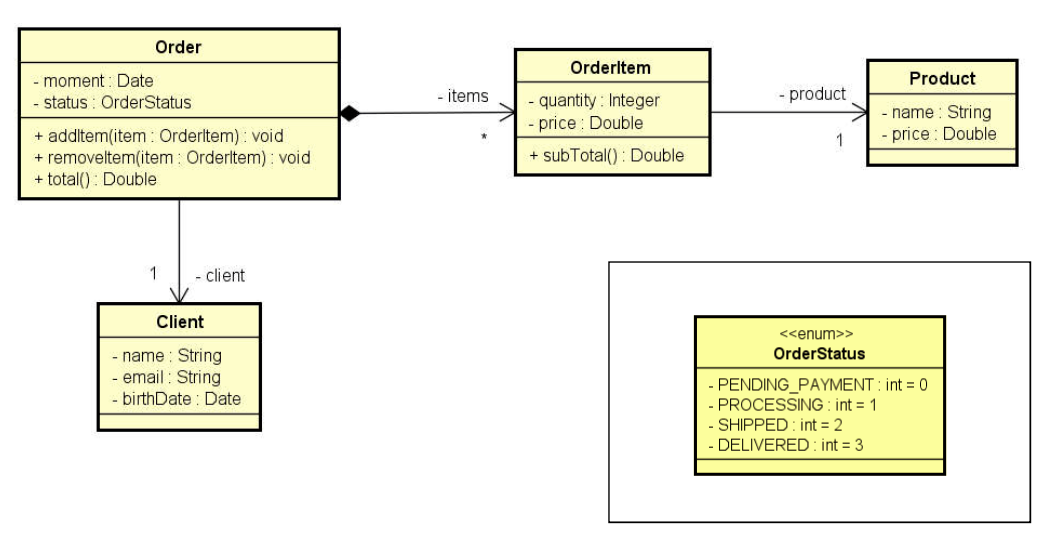 Order
- moment : Date
- status : OrderStatus
+ addItem(item : OrderItem) : void
+ removeItem(item : OrderItem) : void
+ total() : Double
- items
*
OrderItem
- quantity : Integer
- price : Double
+ subTotal() : Double
- product
1
Product
- name : String
- price : Double
1
- client
Client
- name : String
- email : String
- birthDate : Date
<<enum>>
OrderStatus
- PENDING_PAYMENT : int = 0
- PROCESSING : int = 1
- SHIPPED : int = 2
- DELIVERED : int = 3